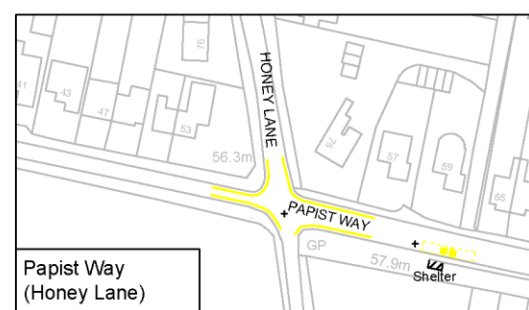 76
HONEY LANE
41
43
47
53
56.3m
75
57
59
65
PAPIST WAY
GP
57.9m
Shelter
Papist Way
(Honey Lane)